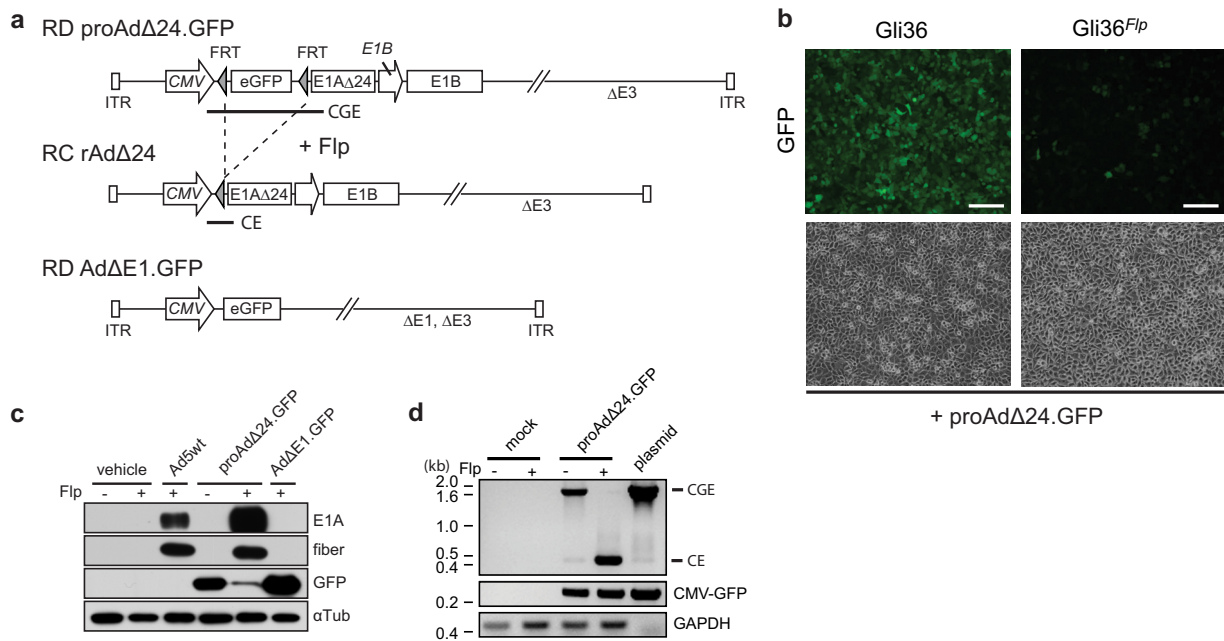 a
RD proAdΔ24.GFP
FRT FRT E1B
CMV eGFP E1AΔ24 E1B
ITR ΔE3 ITR
CGE
+ Flp
RC rAdΔ24
CMV E1AΔ24 E1B
ΔE3
CE
RD AdΔE1.GFP
CMV eGFP
ITR ΔE1, ΔE3 ITR
b
Gli36 Gli36Flp
GFP
+ proAdΔ24.GFP
c
vehicle Ad5wt proAdΔ24.GFP AdΔE1.GFP
Flp - + + - + +
E1A
fiber
GFP
αTub
d
mock proAdΔ24.GFP plasmid
(kb) Flp - + - +
2.0
1.6 CGE
1.0
0.5
0.4 CE
0.2 CMV-GFP
0.4 GAPDH